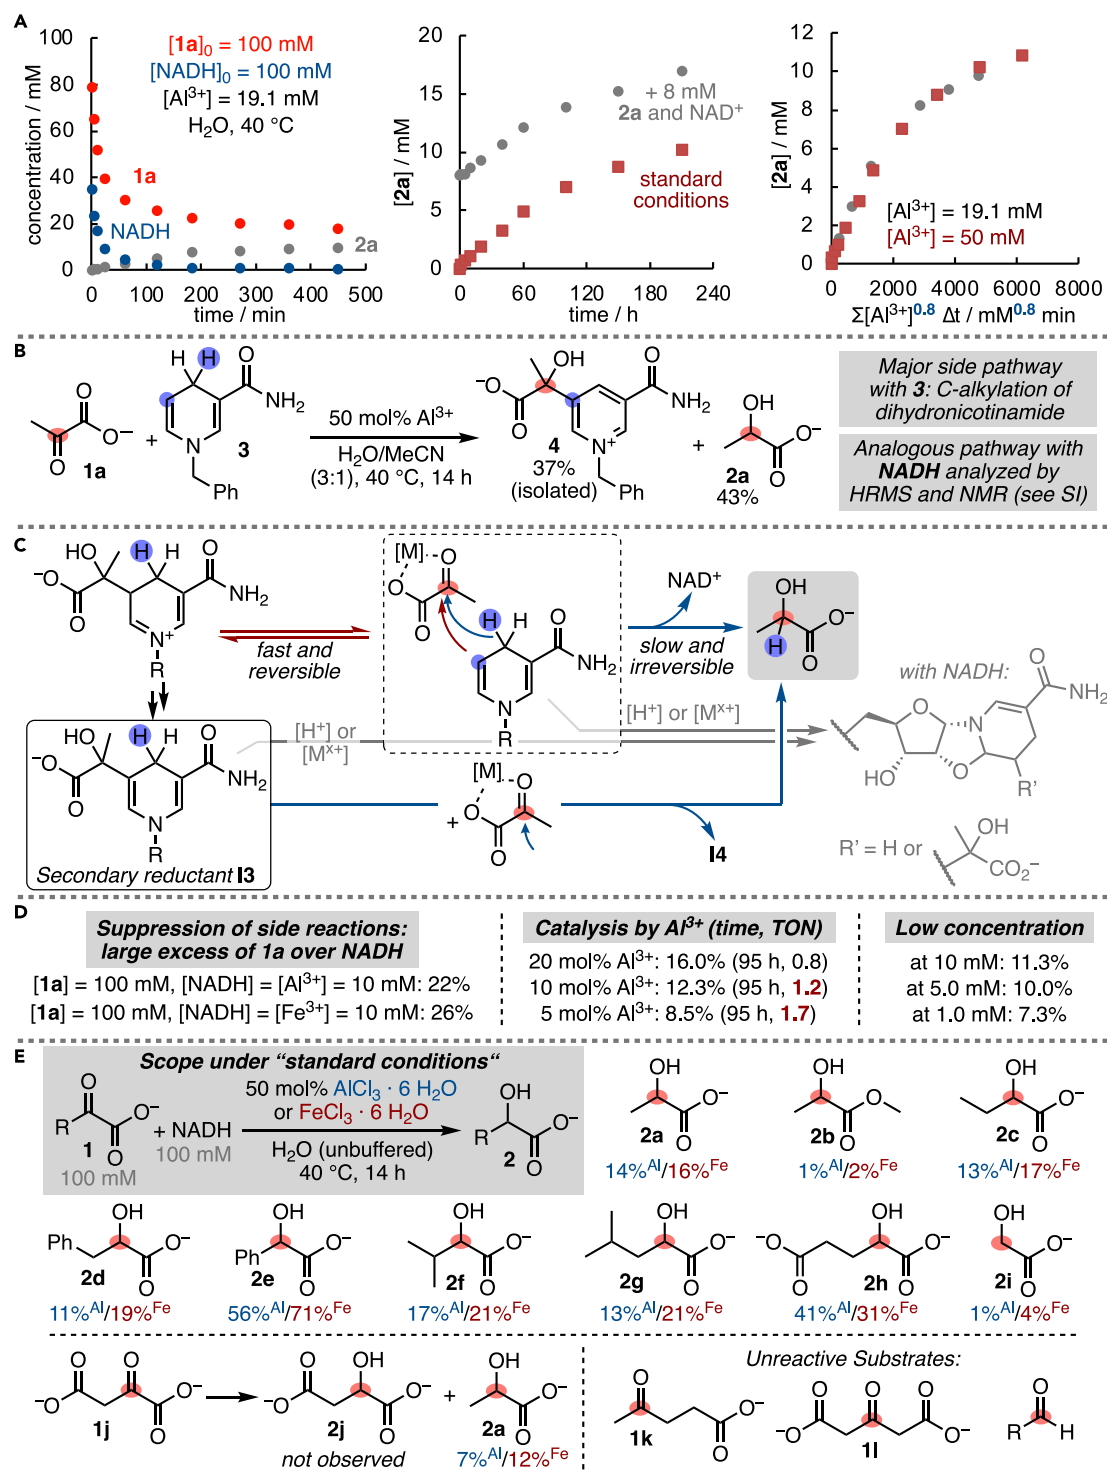 A
[1a]₀ = 100 mM
[NADH]₀ = 100 mM
[Al³⁺] = 19.1 mM
H₂O, 40 °C
1a
NADH
2a
concentration / mM
100
80
60
40
20
0
0 100 200 300 400 500
time / min
[2a] / mM
20
15
10
5
0
+ 8 mM
2a and NAD⁺
standard
conditions
0 60 120 180 240
time / h
[2a] / mM
12
10
8
6
4
2
0
[Al³⁺] = 19.1 mM
[Al³⁺] = 50 mM
0 2000 4000 6000 8000
Σ[Al³⁺]⁰·⁸ Δt / mM⁰·⁸ min
B
⁻O
O
O
O⁻
1a
+
H H
O
NH₂
N
3
Ph
50 mol% Al³⁺
H₂O/MeCN
(3:1), 40 °C, 14 h
OH
⁻O
O
O
NH₂
N⁺
4
37%
(isolated)
Ph
+
OH
O⁻
O
2a
43%
Major side pathway
with 3: C-alkylation of
dihydronicotinamide
Analogous pathway with
NADH analyzed by
HRMS and NMR (see SI)
C
HO
H H
O
⁻O
O
NH₂
N⁺
R
fast and
reversible
[M]
O
O
O
H H
O
NH₂
N
R
NAD⁺
slow and
irreversible
OH
O⁻
H O
with NADH:
O
NH₂
O
N
HO
O
R'
R' = H or
OH
CO₂⁻
[H⁺] or
[Mˣ⁺]
[H⁺] or [Mˣ⁺]
HO
H H
O
⁻O
O
NH₂
N
R
Secondary reductant I3
+
[M]
O
O
O
I4
D
Suppression of side reactions:
large excess of 1a over NADH
[1a] = 100 mM, [NADH] = [Al³⁺] = 10 mM: 22%
[1a] = 100 mM, [NADH] = [Fe³⁺] = 10 mM: 26%
Catalysis by Al³⁺ (time, TON)
20 mol% Al³⁺: 16.0% (95 h, 0.8)
10 mol% Al³⁺: 12.3% (95 h, 1.2)
5 mol% Al³⁺: 8.5% (95 h, 1.7)
Low concentration
at 10 mM: 11.3%
at 5.0 mM: 10.0%
at 1.0 mM: 7.3%
E
Scope under “standard conditions“
O
R
O⁻
O
1
100 mM
+ NADH
100 mM
50 mol% AlCl₃ · 6 H₂O
or FeCl₃ · 6 H₂O
H₂O (unbuffered)
40 °C, 14 h
OH
R
O⁻
O
2
OH
O⁻
O
2a
14%ᴬˡ/16%ᶠᵉ
OH
O
O
2b
1%ᴬˡ/2%ᶠᵉ
OH
O⁻
O
2c
13%ᴬˡ/17%ᶠᵉ
OH
Ph
O⁻
O
2d
11%ᴬˡ/19%ᶠᵉ
OH
Ph
O⁻
O
2e
56%ᴬˡ/71%ᶠᵉ
OH
O⁻
O
2f
17%ᴬˡ/21%ᶠᵉ
OH
O⁻
O
2g
13%ᴬˡ/21%ᶠᵉ
OH
⁻O
O⁻
O
O
2h
41%ᴬˡ/31%ᶠᵉ
OH
O⁻
O
2i
1%ᴬˡ/4%ᶠᵉ
O O
⁻O
O⁻
O
1j
O OH
⁻O
O⁻
O
2j
not observed
+
OH
O⁻
O
2a
7%ᴬˡ/12%ᶠᵉ
Unreactive Substrates:
O
O⁻
O
1k
O O O
⁻O
O⁻
1l
O
R H